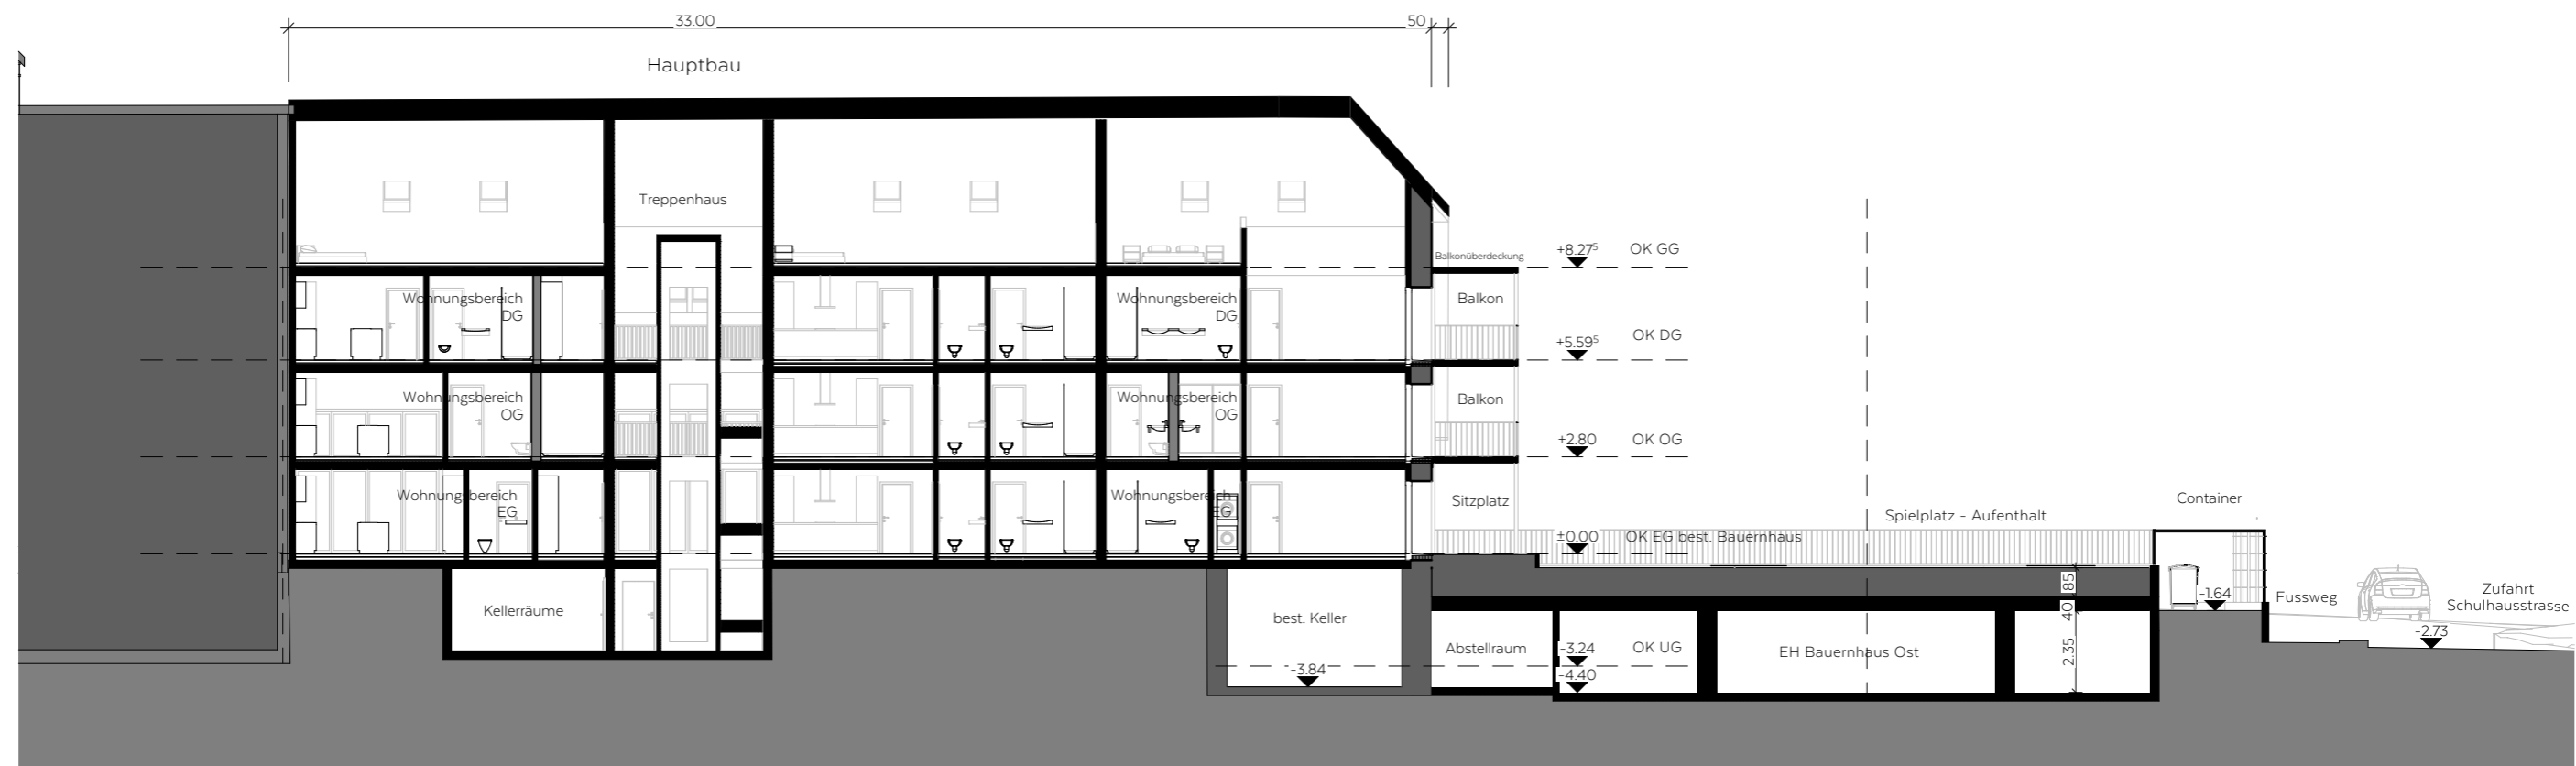 33.00
50
Hauptbau
Treppenhaus
Balkonüberdeckung
+8.27⁵
OK GG
Wohnungsbereich
DG
Wohnungsbereich
DG
Balkon
+5.59⁵
OK DG
Wohnungsbereich
OG
Wohnungsbereich
OG
Balkon
+2.80
OK OG
Wohnungsbereich
EG
Wohnungsbereich
EG
Sitzplatz
±0.00
OK EG best. Bauernhaus
Spielplatz - Aufenthalt
Container
Kellerräume
best. Keller
-3.84
Abstellraum
-3.24
OK UG
-4.40
EH Bauernhaus Ost
85
40
2.35
-1.64
Fussweg
Zufahrt
Schulhausstrasse
-2.73